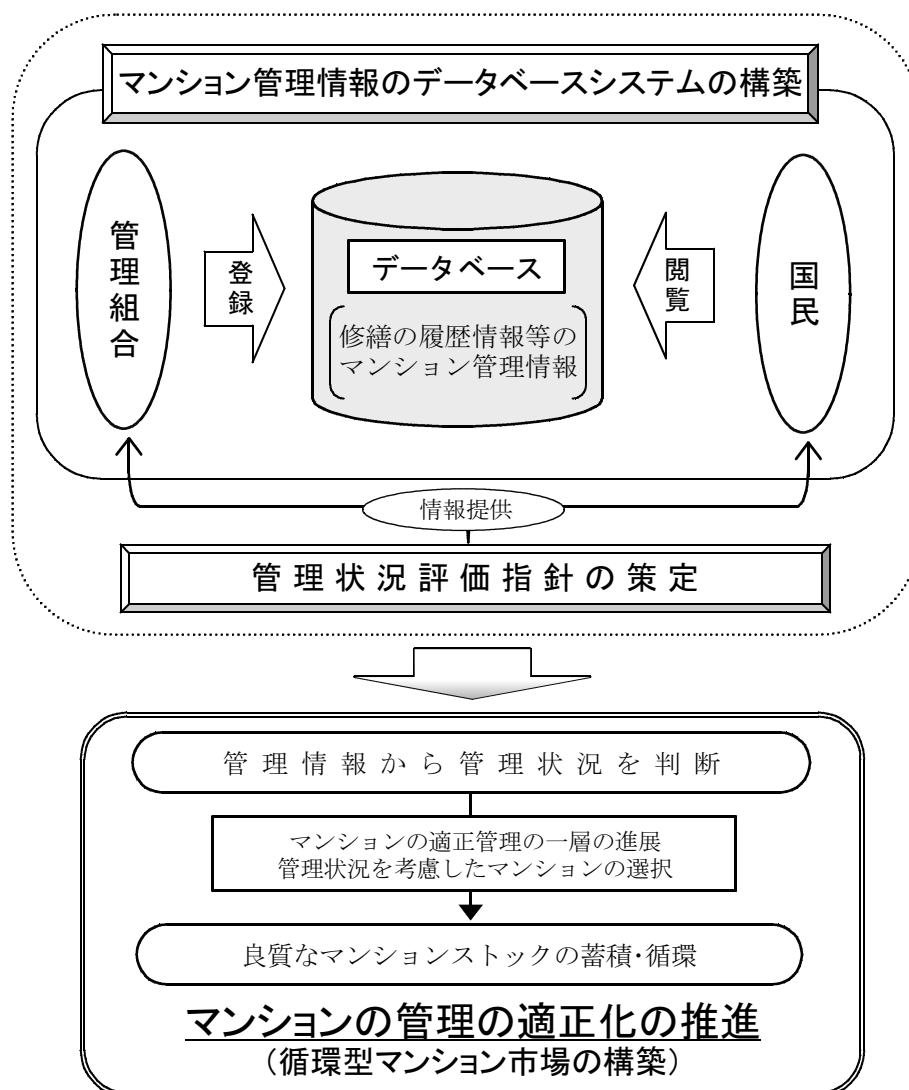 マンション管理情報のデータベースシステムの構築
管理組合
登録
データベース
修繕の履歴情報等の
マンション管理情報
閲覧
国民
情報提供
管理状況評価指針の策定
管理情報から管理状況を判断
マンションの適正管理の一層の進展
管理状況を考慮したマンションの選択
良質なマンションストックの蓄積・循環
マンションの管理の適正化の推進
（循環型マンション市場の構築）